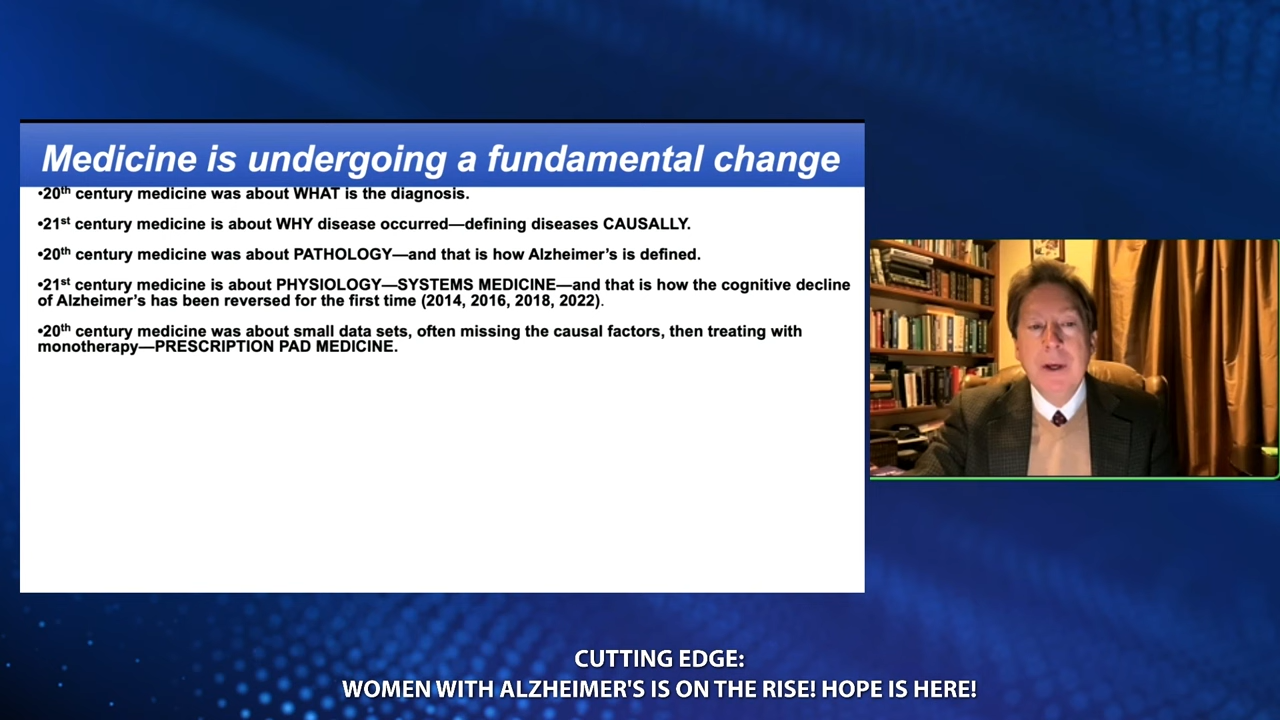 Medicine is undergoing a fundamental change
•20th century medicine was about WHAT is the diagnosis.
•21st century medicine is about WHY disease occurred—defining diseases CAUSALLY.
•20th century medicine was about PATHOLOGY—and that is how Alzheimer's is defined.
•21st century medicine is about PHYSIOLOGY—SYSTEMS MEDICINE—and that is how the cognitive decline
of Alzheimer's has been reversed for the first time (2014, 2016, 2018, 2022).
•20th century medicine was about small data sets, often missing the causal factors, then treating with
monotherapy—PRESCRIPTION PAD MEDICINE.
CUTTING EDGE:
WOMEN WITH ALZHEIMER'S IS ON THE RISE! HOPE IS HERE!